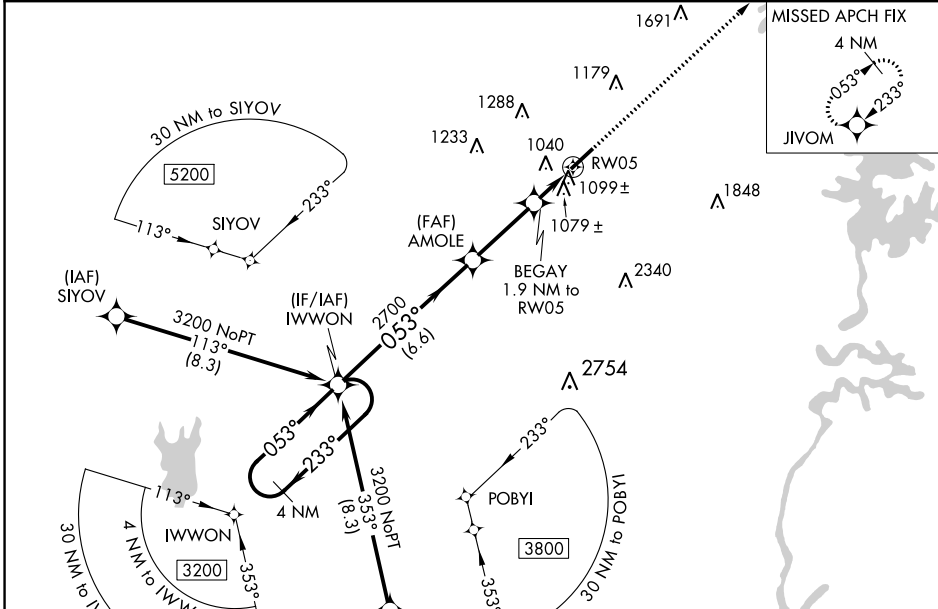 1691
MISSED APCH FIX
4 NM
053°
233°
JIVOM
1179
1288
1233
1040
RW05
1099 ±
1079 ±
1848
30 NM to SIYOV
5200
233°
SIYOV
113°
(FAF)
AMOLE
BEGAY
1.9 NM to
RW05
2340
(IAF)
SIYOV
(IF/IAF)
IWWON
2700
053°
(6.6)
3200 NoPT
113°
(8.3)
2754
053°
233°
4 NM
3200 NoPT
353°
(8.3)
233°
POBYI
3800
353°
30 NM to POBYI
113°
IWWON
3200
353°
4 NM to IWW
30 NM to